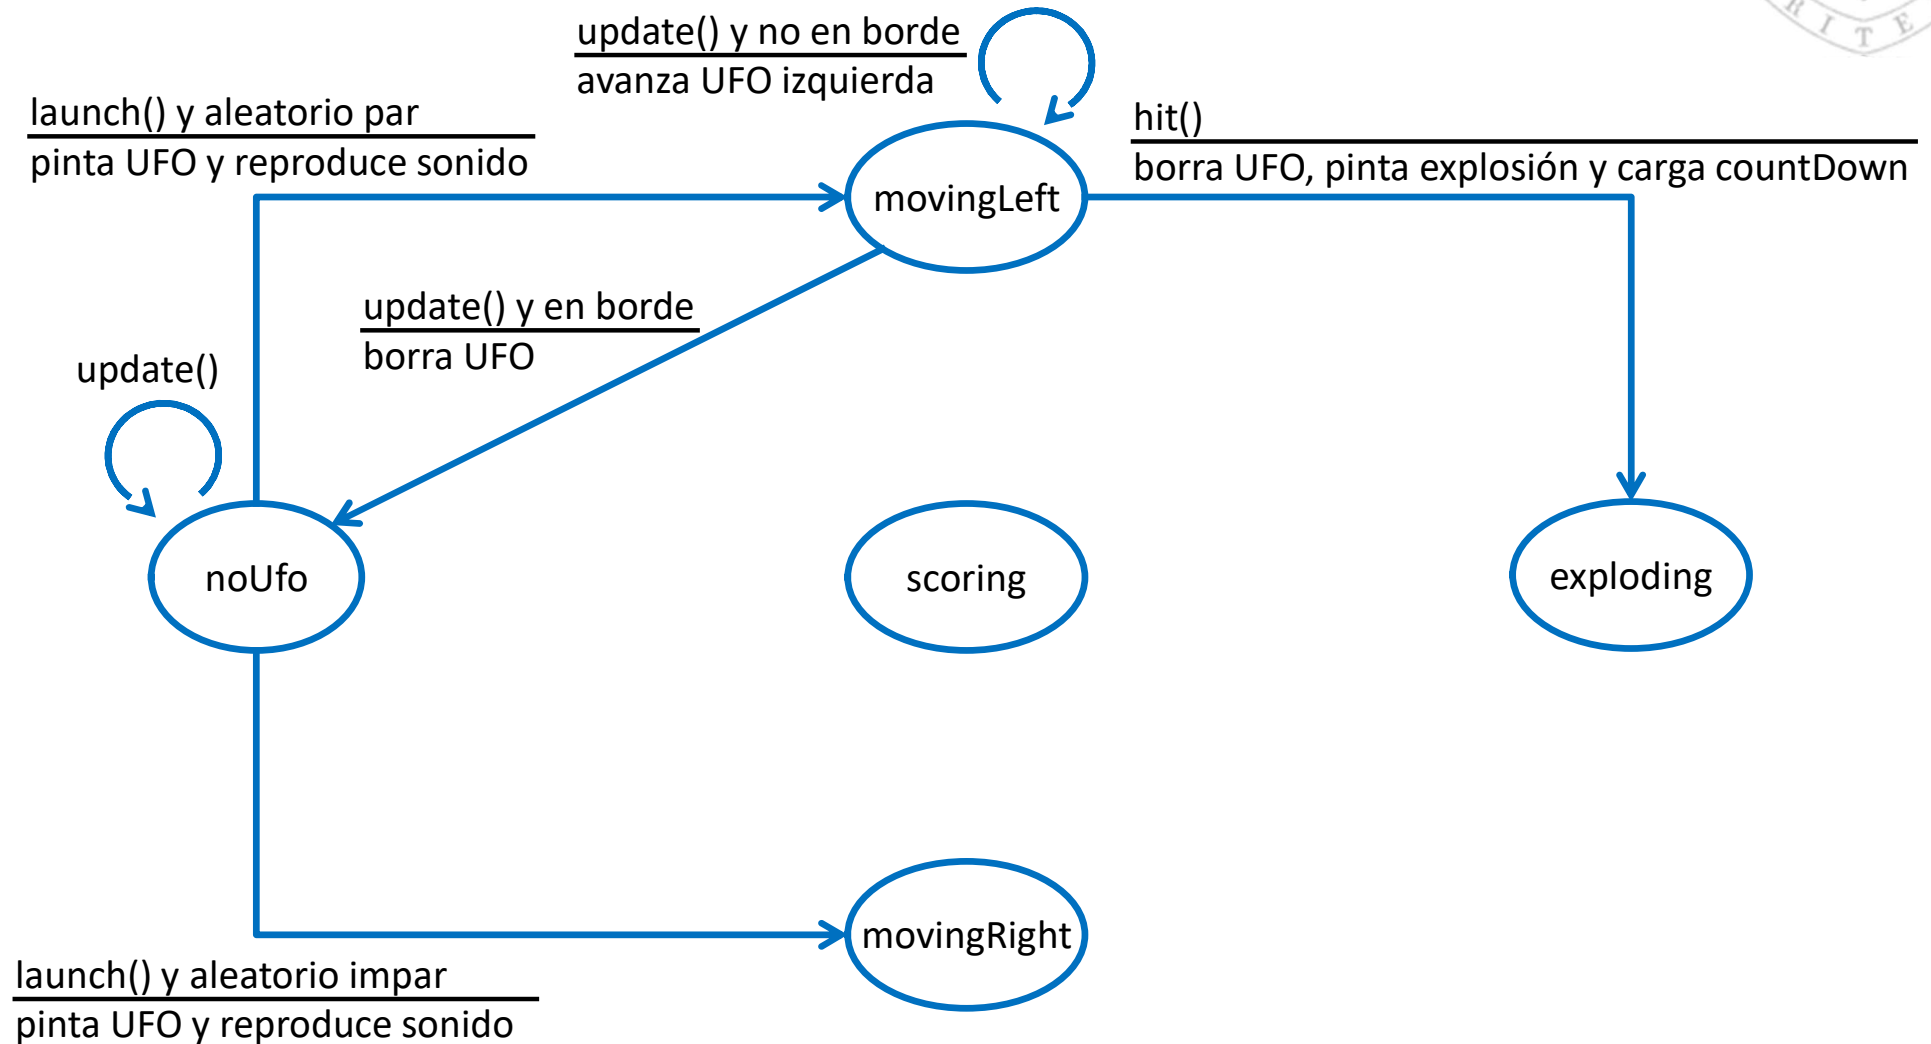 update() y no en borde
avanza UFO izquierda
launch() y aleatorio par
pinta UFO y reproduce sonido
hit()
borra UFO, pinta explosión y carga countDown
movingLeft
update() y en borde
borra UFO
update()
noUfo
scoring
exploding
movingRight
launch() y aleatorio impar
pinta UFO y reproduce sonido
R I T E